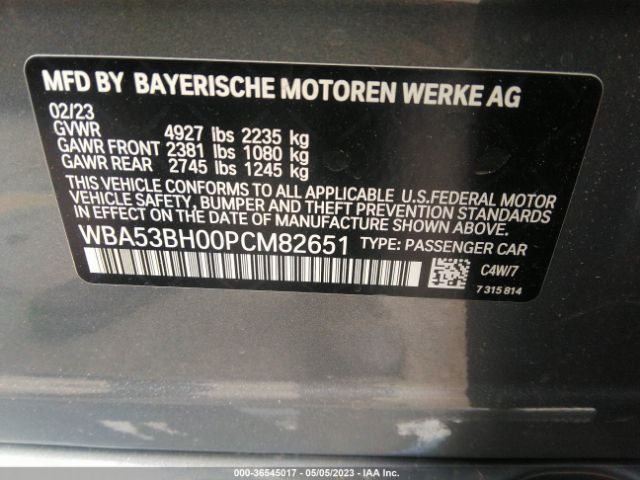 MFD BY BAYERISCHE MOTOREN WERKE AG
02/23
GVWR 4927 lbs 2235 kg
GAWR FRONT 2381 lbs 1080 kg
GAWR REAR 2745 lbs 1245 kg
THIS VEHICLE CONFORMS TO ALL APPLICABLE U.S.FEDERAL MOTOR
VEHICLE SAFETY, BUMPER AND THEFT PREVENTION STANDARDS
IN EFFECT ON THE DATE OF MANUFACTURE SHOWN ABOVE.
WBA53BH00PCM82651 TYPE: PASSENGER CAR
C4W/7
7 315 814
000-36545017 - 05/05/2023 - IAA Inc.